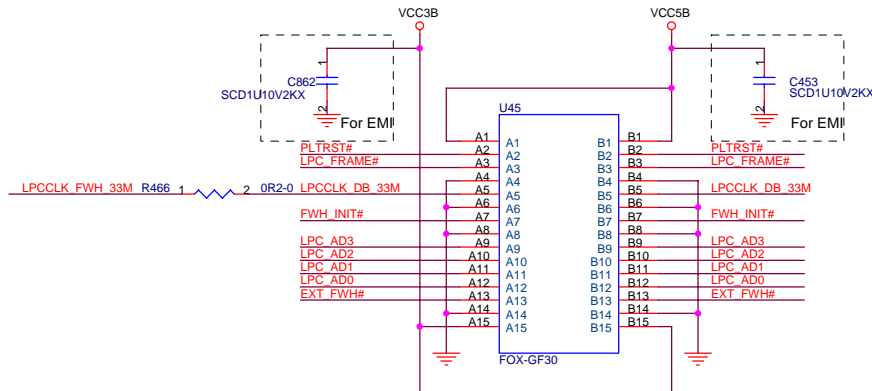 VCC3B VCC5B
1 C862 SCD1U10V2KX 2 For EMI
1 C453 SCD1U10V2KX 2 For EMI
U45
A1 A1 B1 B1
PLTRST# A2 A2 B2 B2 PLTRST#
LPC_FRAME# A3 A3 B3 B3 LPC_FRAME#
A4 A4 B4 B4
LPCCLK_FWH_33M R466 1 2 0R2-0 LPCCLK_DB_33M A5 A5 B5 B5 LPCCLK_DB_33M
A6 A6 B6 B6
FWH_INIT# A7 A7 B7 B7 FWH_INIT#
A8 A8 B8 B8
LPC_AD3 A9 A9 B9 B9 LPC_AD3
LPC_AD2 A10 A10 B10 B10 LPC_AD2
LPC_AD1 A11 A11 B11 B11 LPC_AD1
LPC_AD0 A12 A12 B12 B12 LPC_AD0
EXT_FWH# A13 A13 B13 B13 EXT_FWH#
A14 A14 B14 B14
A15 A15 B15 B15
FOX-GF30